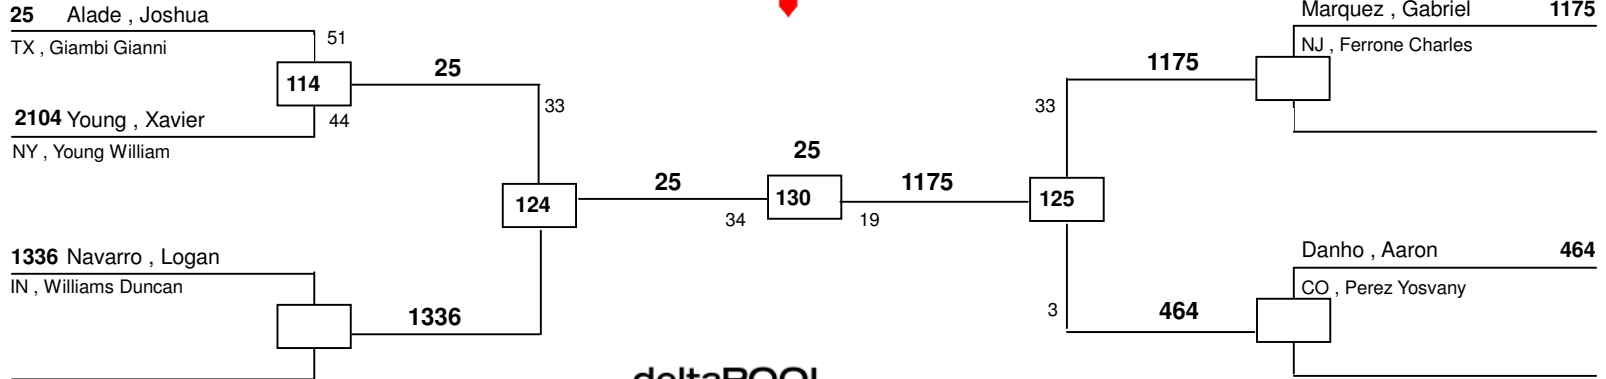 25 Alade , Joshua
TX , Giambi Gianni
51
114
25
33
2104 Young , Xavier
44
NY , Young William
124
25
34
25
130
1336 Navarro , Logan
IN , Williams Duncan
1336
Marquez , Gabriel 1175
NJ , Ferrone Charles
1175
33
1175
19
125
Danho , Aaron 464
CO , Perez Yosvany
3
464
deltaPOOL